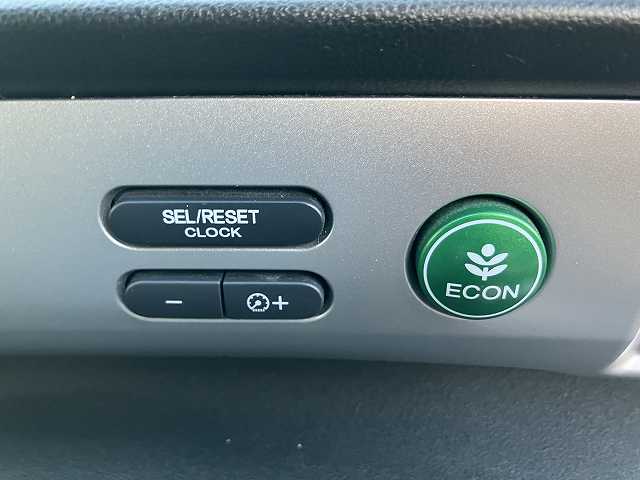 SEL/RESET
CLOCK
- +
ECON